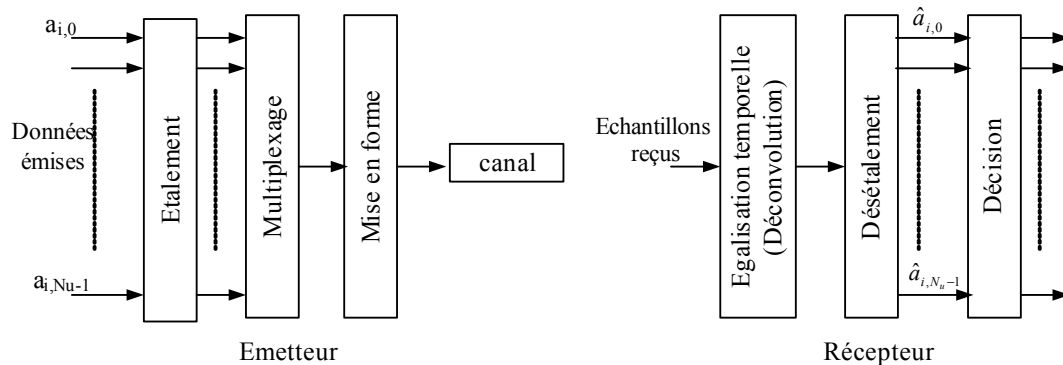 a_{i,0}
Données
émises
a_{i,Nu-1}
Etalement
Multiplexage
Mise en forme
canal
Emetteur
Echantillons
reçus
Egalisation temporelle
(Déconvolution)
Désétalement
â_{i,0}
â_{i,N_u-1}
Décision
Récepteur